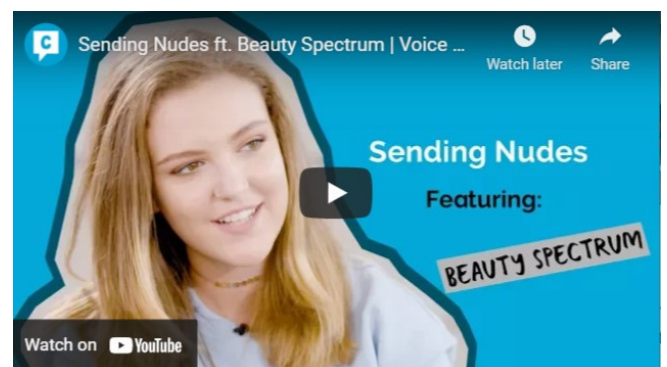 C
Sending Nudes ft. Beauty Spectrum | Voice ...
Watch later
Share
Sending Nudes
Featuring:
BEAUTY SPECTRUM
Watch on YouTube